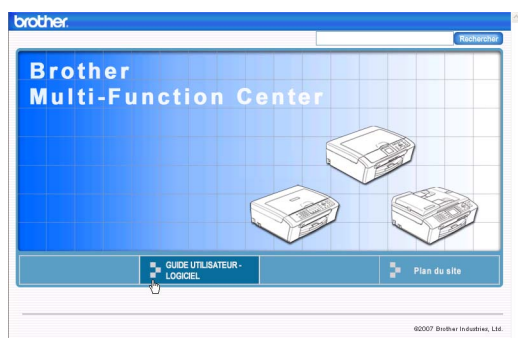 brother.
Rechercher
Brother
Multi-Function Center
GUIDE UTILISATEUR -
LOGICIEL
Plan du site
©2007 Brother Industries, Ltd.